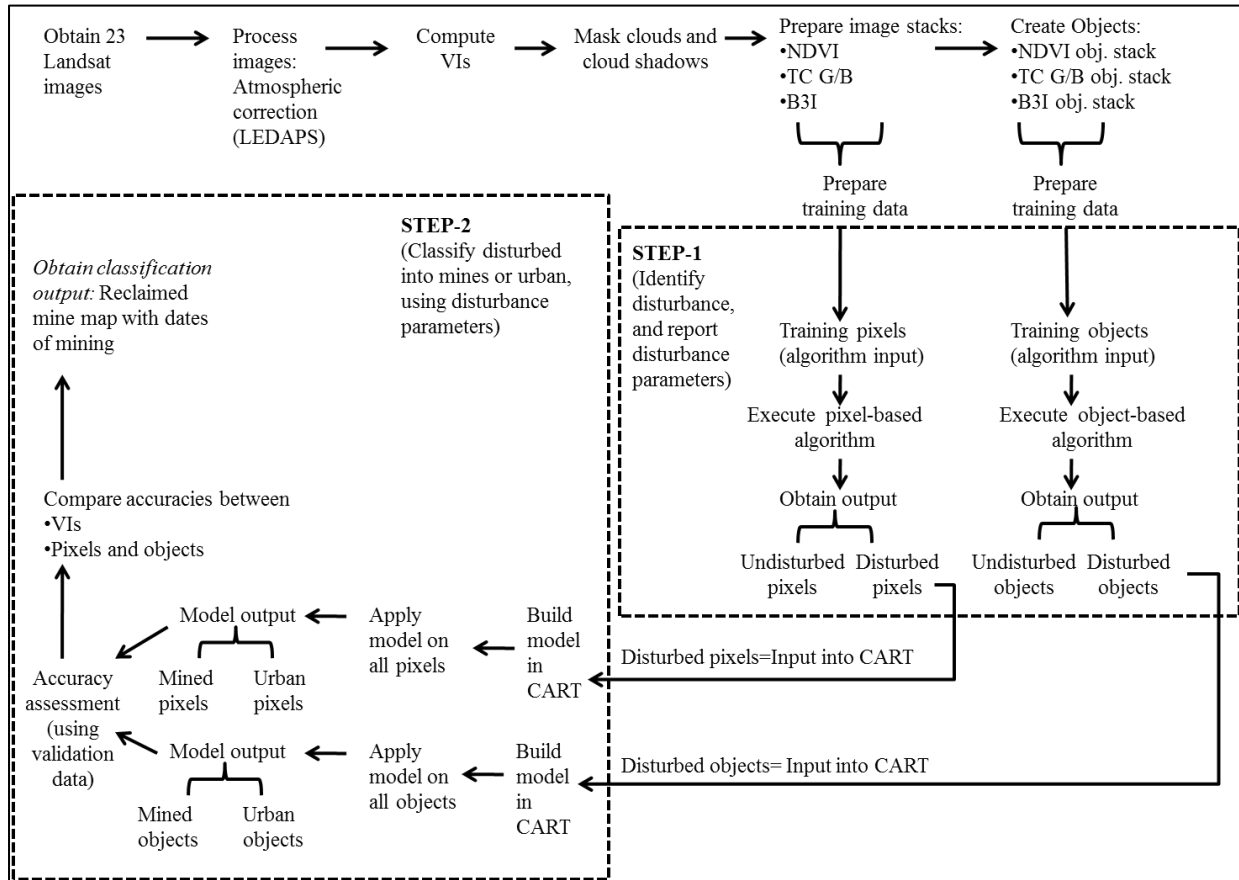 Obtain 23
Landsat
images
Process
images:
Atmospheric
correction
(LEDAPS)
Compute
VIs
Mask clouds and
cloud shadows
Prepare image stacks:
•NDVI
•TC G/B
•B3I
Create Objects:
•NDVI obj. stack
•TC G/B obj. stack
•B3I obj. stack
Prepare
training data
Prepare
training data
STEP-1
(Identify
disturbance,
and report
disturbance
parameters)
Training pixels
(algorithm input)
Execute pixel-based
algorithm
Obtain output
Undisturbed
pixels
Disturbed
pixels
Training objects
(algorithm input)
Execute object-based
algorithm
Obtain output
Undisturbed
objects
Disturbed
objects
Disturbed pixels=Input into CART
Disturbed objects= Input into CART
STEP-2
(Classify disturbed
into mines or urban,
using disturbance
parameters)
Build
model
in
CART
Apply
model on
all pixels
Model output
Mined
pixels
Urban
pixels
Build
model
in
CART
Apply
model on
all objects
Model output
Mined
objects
Urban
objects
Accuracy
assessment
(using
validation
data)
Compare accuracies between
•VIs
•Pixels and objects
Obtain classification
output: Reclaimed
mine map with dates
of mining